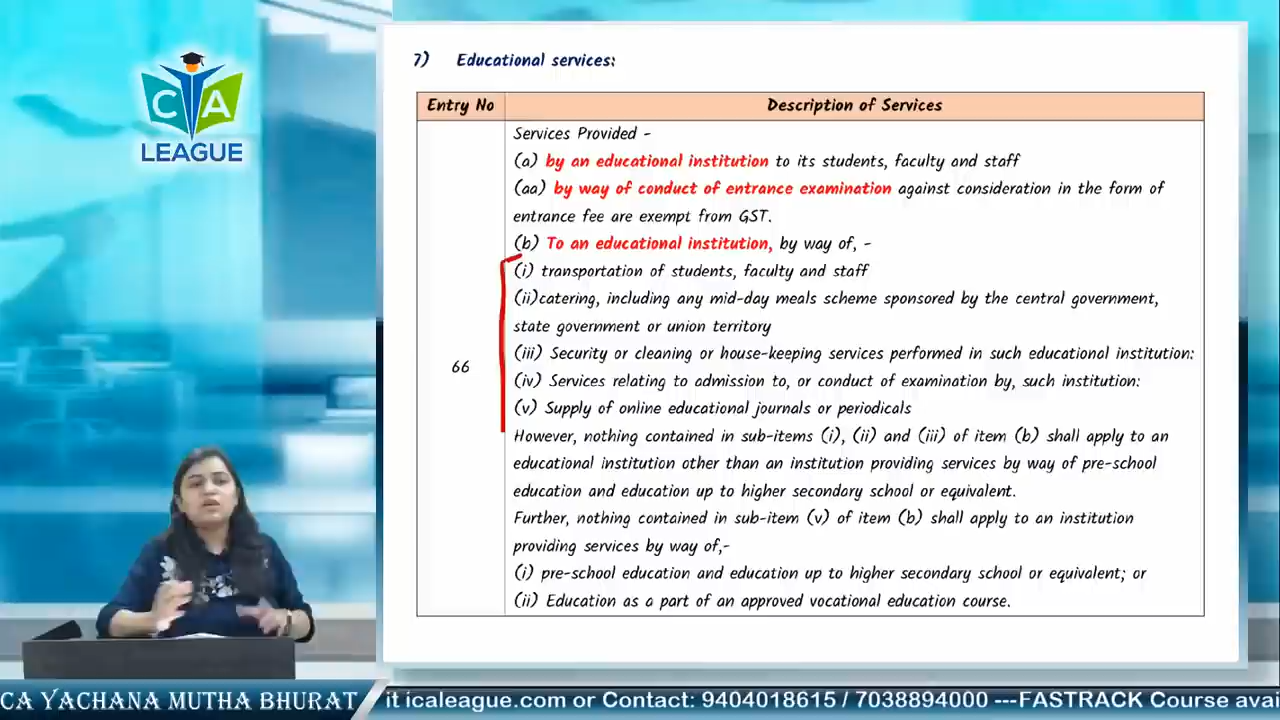 C A
LEAGUE
7) Educational services:
Entry No Description of Services
66
Services Provided -
(a) by an educational institution to its students, faculty and staff
(aa) by way of conduct of entrance examination against consideration in the form of
entrance fee are exempt from GST.
(b) To an educational institution, by way of, -
(i) transportation of students, faculty and staff
(ii)catering, including any mid-day meals scheme sponsored by the central government,
state government or union territory
(iii) Security or cleaning or house-keeping services performed in such educational institution:
(iv) Services relating to admission to, or conduct of examination by, such institution:
(v) Supply of online educational journals or periodicals
However, nothing contained in sub-items (i), (ii) and (iii) of item (b) shall apply to an
educational institution other than an institution providing services by way of pre-school
education and education up to higher secondary school or equivalent.
Further, nothing contained in sub-item (v) of item (b) shall apply to an institution
providing services by way of,-
(i) pre-school education and education up to higher secondary school or equivalent; or
(ii) Education as a part of an approved vocational education course.
CA YACHANA MUTHA BHURAT
it icaleague.com or Contact: 9404018615 / 7038894000 ---FASTRACK Course avai